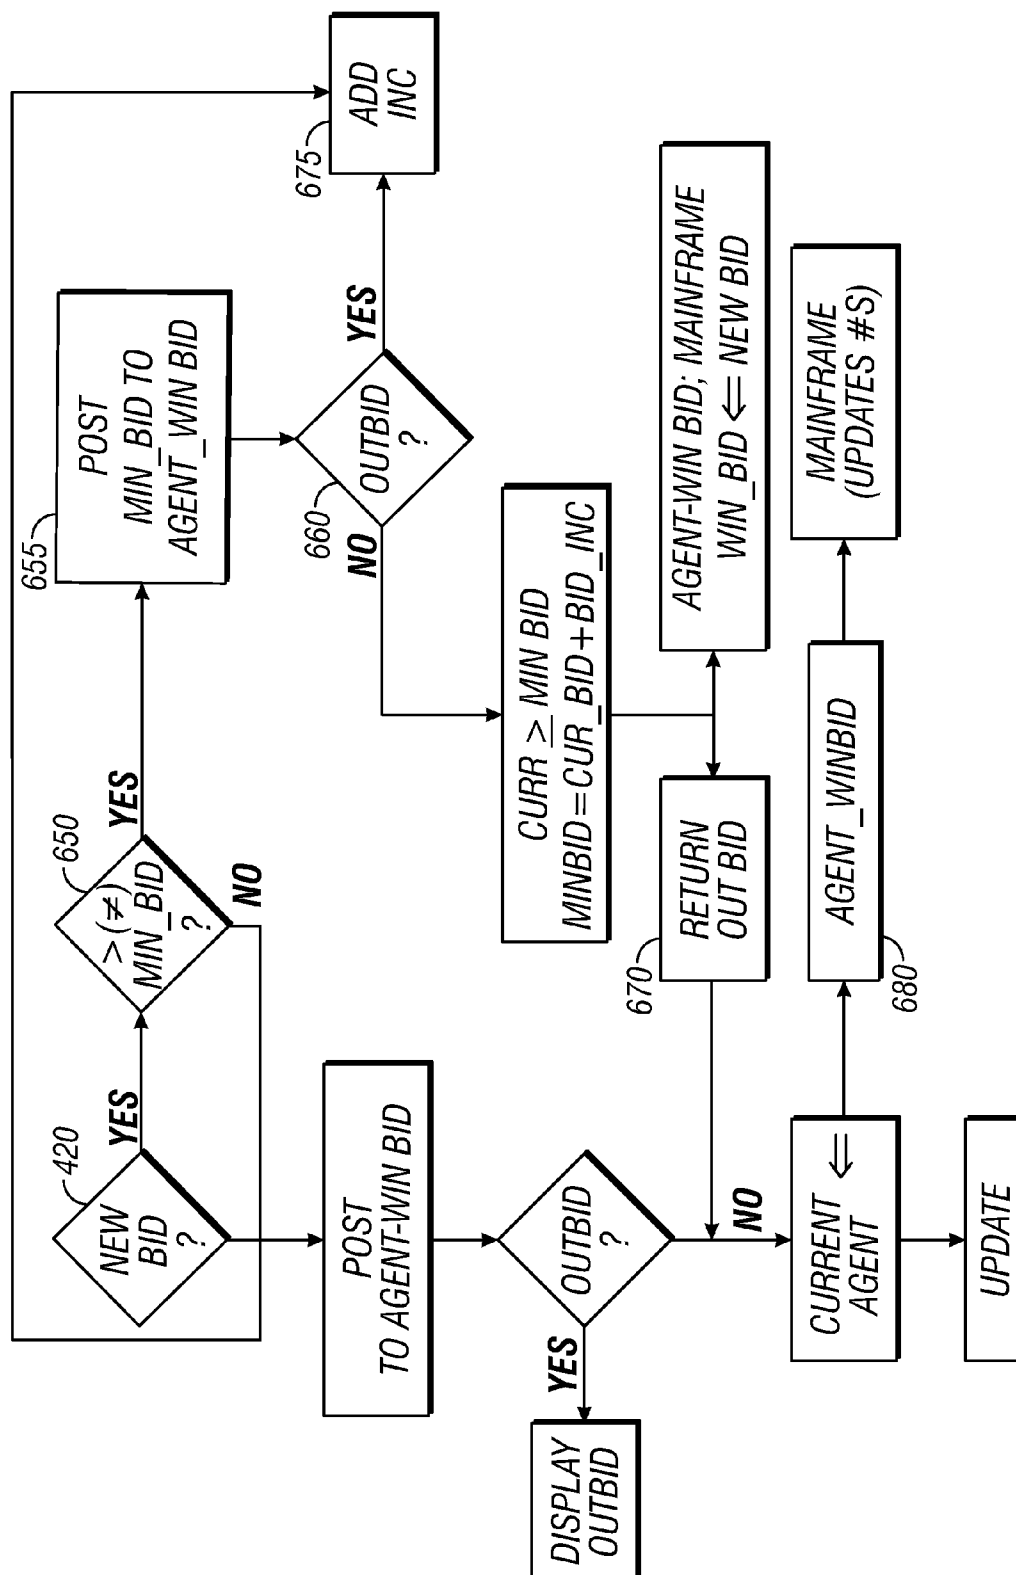 420
NEW
BID
?
YES
650
>(≠)
MIN_BID
?
YES
NO
655
POST
MIN_BID TO
AGENT_WIN BID
660
OUTBID
?
YES
NO
675
ADD
INC
POST
TO AGENT-WIN BID
CURR ≥ MIN BID
MINBID=CUR_BID+BID_INC
OUTBID
?
YES
NO
DISPLAY
OUTBID
670
RETURN
OUT BID
AGENT-WIN BID; MAINFRAME
WIN_BID ⇐ NEW BID
CURRENT ⇐
AGENT
680
AGENT_WINBID
MAINFRAME
(UPDATES #S)
UPDATE